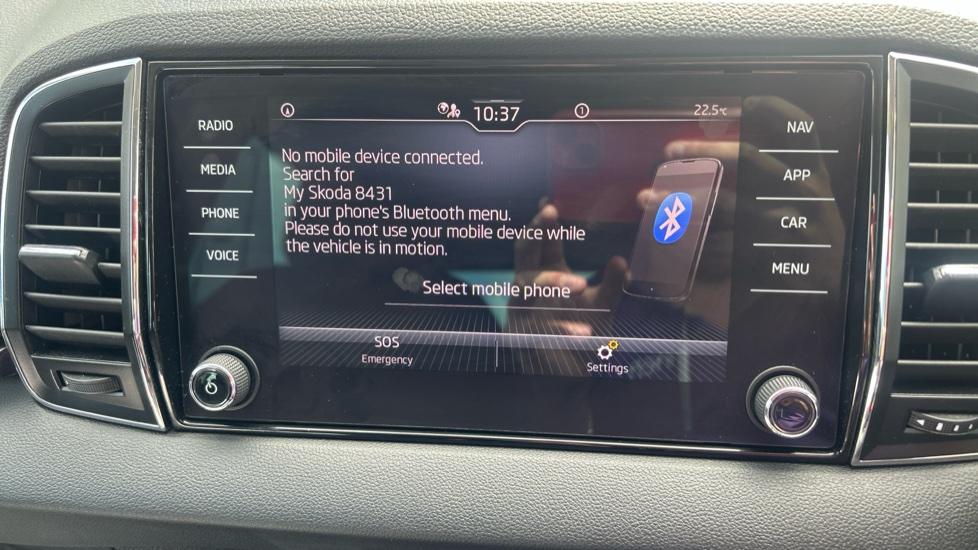 10:37
1
22.5°C
RADIO
MEDIA
PHONE
VOICE
No mobile device connected.
Search for
My Skoda 8431
in your phone's Bluetooth menu.
Please do not use your mobile device while
the vehicle is in motion.
Select mobile phone
SOS
Emergency
Settings
NAV
APP
CAR
MENU